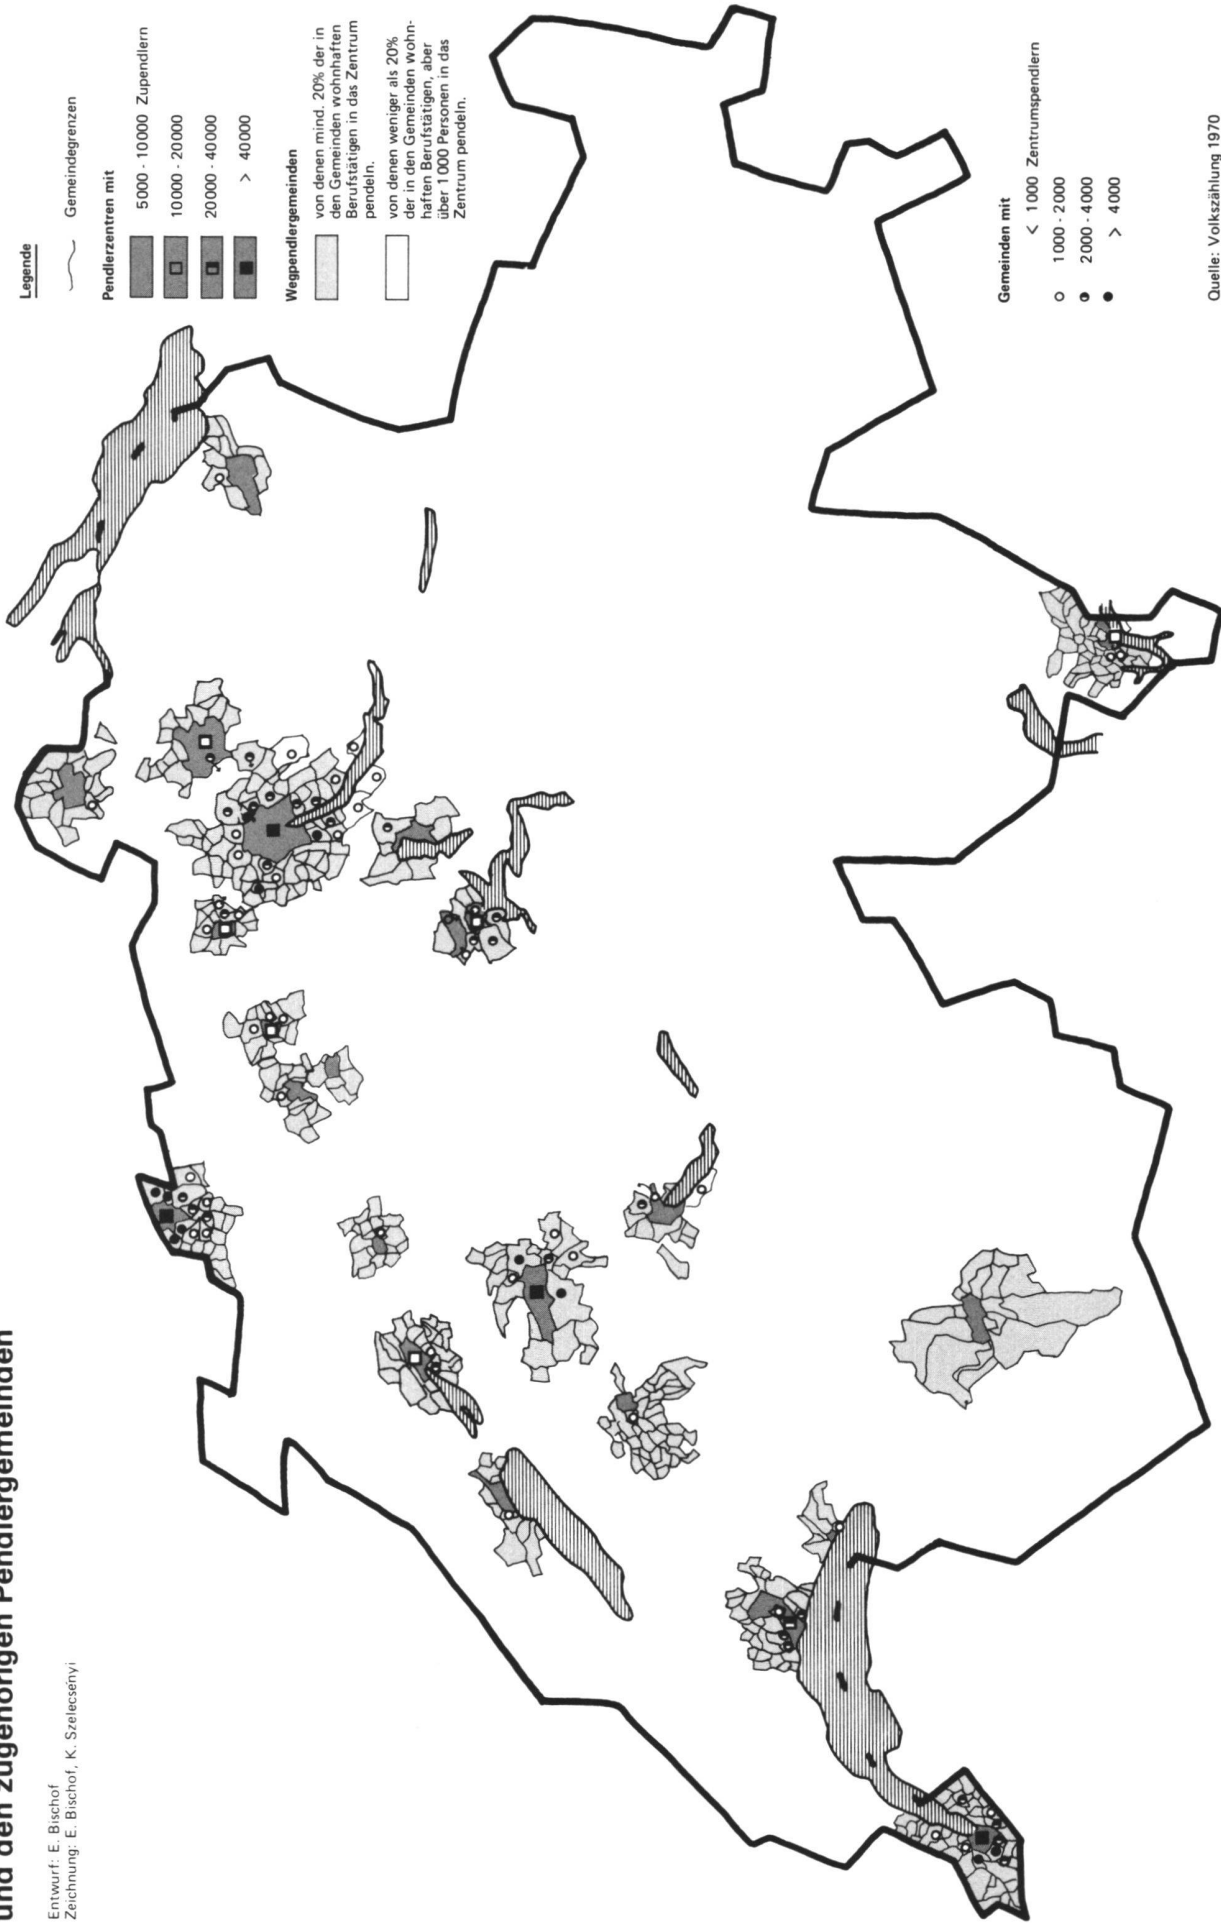 und den zugehörigen Pendlergemeinden
Entwurf: E. Bischof
Zeichnung: E. Bischof, K. Szelecsényi
Legende
Gemeindegrenzen
Pendlerzentren mit
5000 - 10000 Zupendlern
10000 - 20000
20000 - 40000
> 40000
Wegpendlergemeinden
von denen mind. 20% der in
den Gemeinden wohnhaften
Berufstätigen in das Zentrum
pendeln.
von denen weniger als 20%
der in den Gemeinden wohn-
haften Berufstätigen, aber
über 1000 Personen in das
Zentrum pendeln.
Gemeinden mit
< 1000 Zentrumspendlern
1000 - 2000
2000 - 4000
> 4000
Quelle: Volkszählung 1970